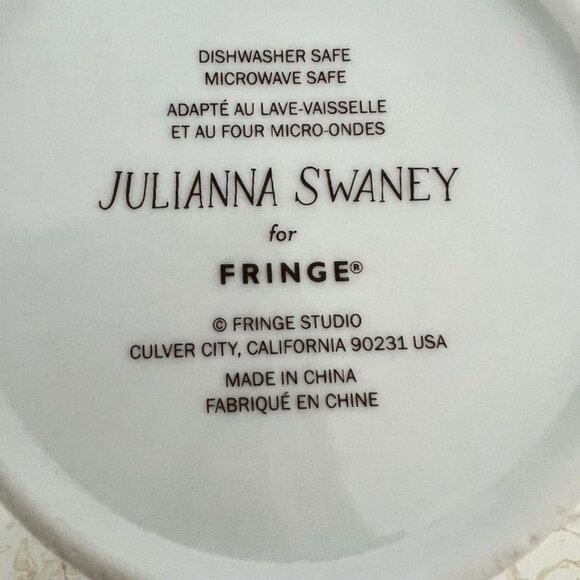 DISHWASHER SAFE
MICROWAVE SAFE
ADAPTÉ AU LAVE-VAISSELLE
ET AU FOUR MICRO-ONDES
JULIANNA SWANEY
for
FRINGE®
© FRINGE STUDIO
CULVER CITY, CALIFORNIA 90231 USA
MADE IN CHINA
FABRIQUÉ EN CHINE